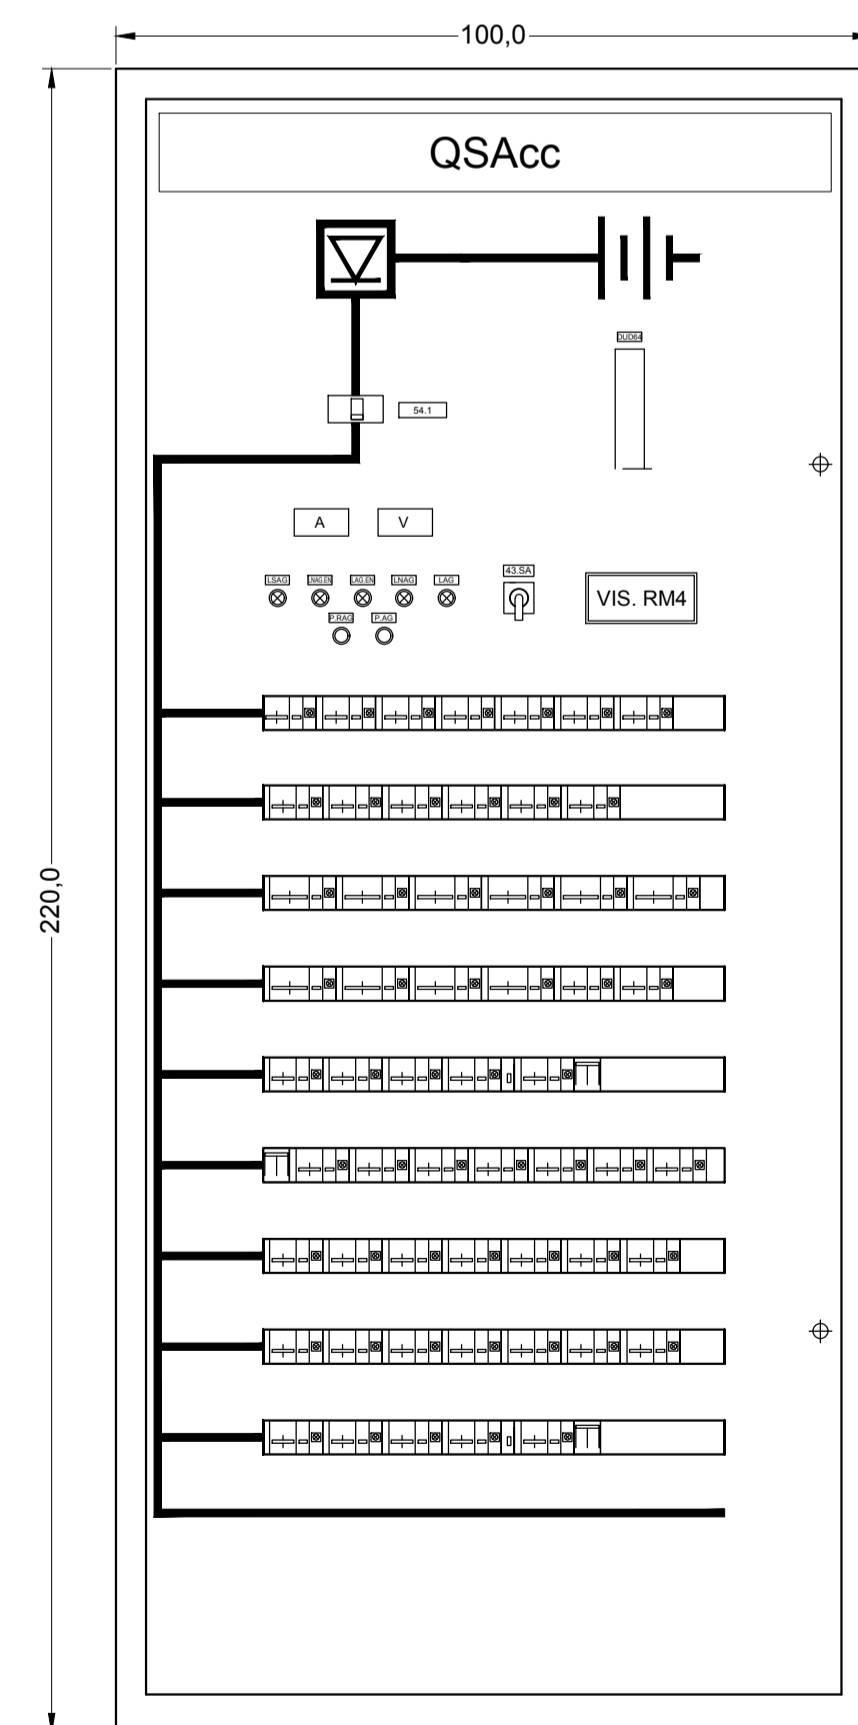 100,0
220,0
QSAcc
DUD64
54.1
A V
LSAG LNAG.EN LAG.EN LNAG LAG 43.SA
VIS. RM4
P.RAG P.AG